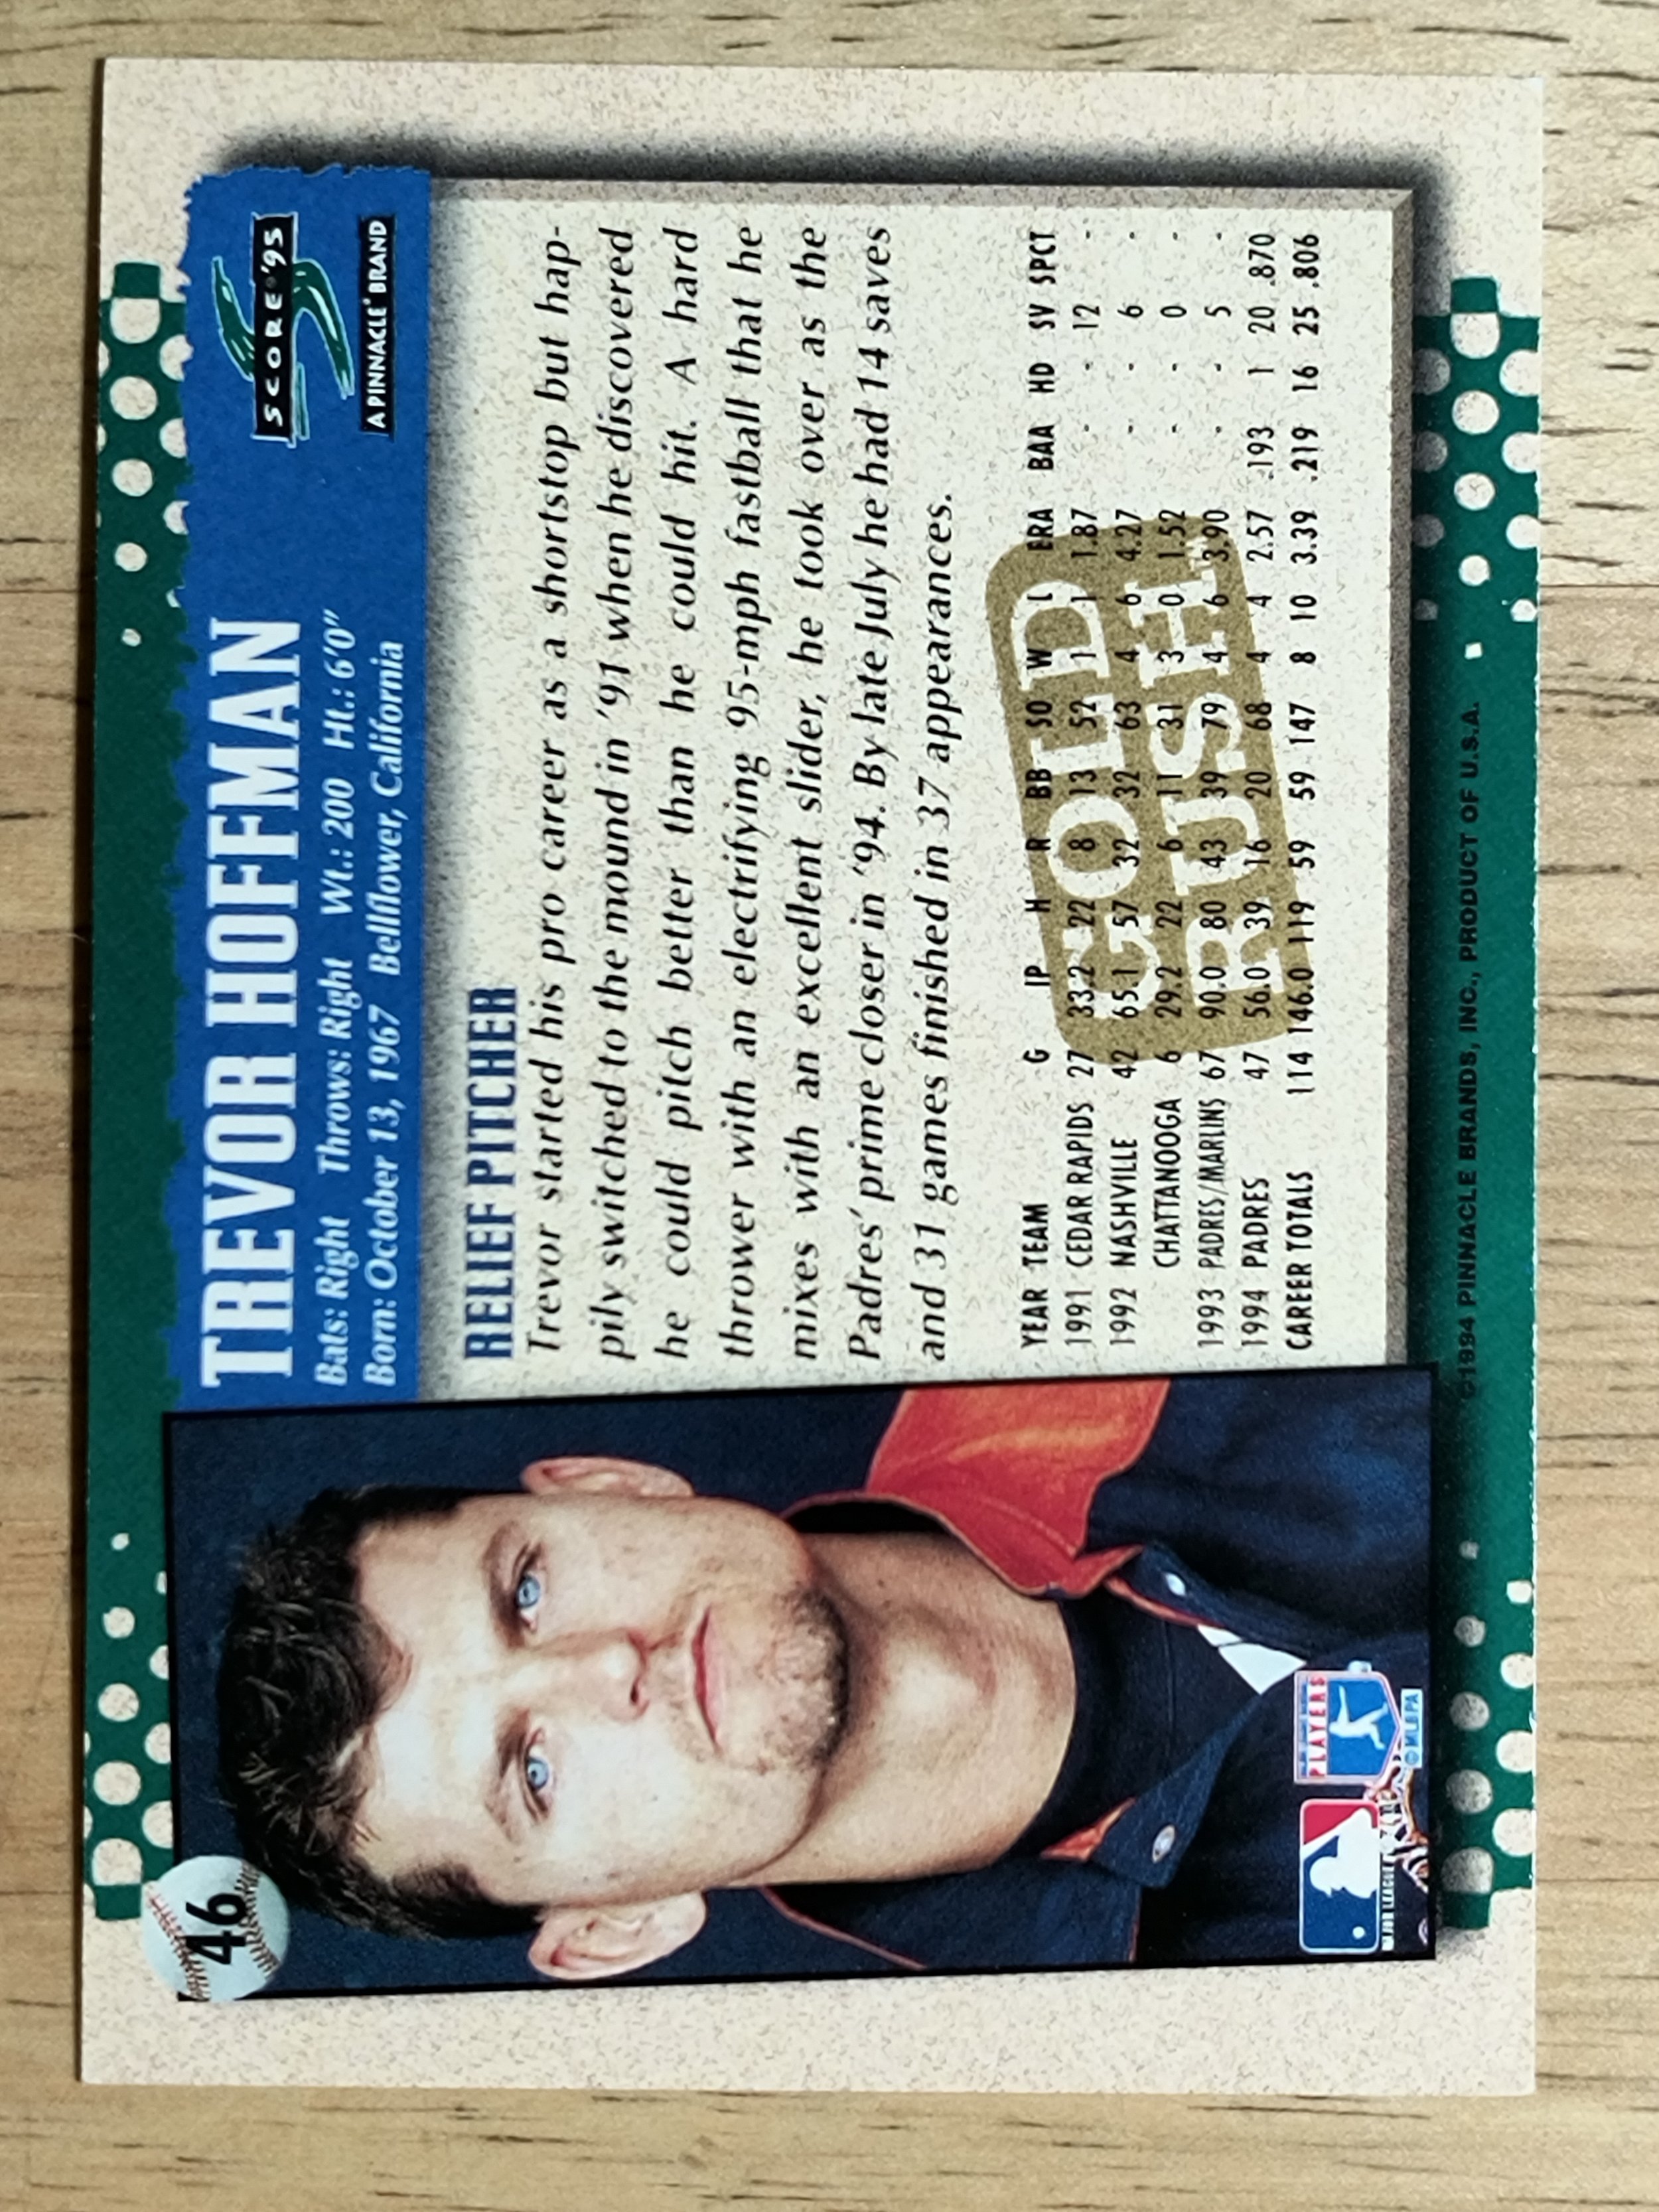 46
TREVOR HOFFMAN
Bats: Right Throws: Right Wt.: 200 Ht.: 6'0"
Born: October 13, 1967 Bellflower, California
SCORE '95
A PINNACLE® BRAND
RELIEF PITCHER
Trevor started his pro career as a shortstop but hap-
pily switched to the mound in '91 when he discovered
he could pitch better than he could hit. A hard
thrower with an electrifying 95-mph fastball that he
mixes with an excellent slider, he took over as the
Padres' prime closer in '94. By late July he had 14 saves
and 31 games finished in 37 appearances.
YEAR TEAM G IP H R BB SO W L ERA BAA HD SV SPCT
1991 CEDAR RAPIDS 27 33.2 22 8 13 52 1 1 1.87 - - 12 -
1992 NASHVILLE 42 65.1 57 32 32 63 4 6 4.27 - - 6 -
CHATTANOOGA 6 29.2 22 6 11 31 3 0 1.52 - - 0 -
1993 PADRES/MARLINS 67 90.0 80 43 39 79 4 6 3.90 - - 5 -
1994 PADRES 47 56.0 39 16 20 68 4 4 2.57 .193 1 20 .870
CAREER TOTALS 114 146.0 119 59 59 147 8 10 3.39 .219 16 25 .806
GOLD
RUSH™
PLAYERS
© MLBPA
©1994 PINNACLE BRANDS, INC., PRODUCT OF U.S.A.